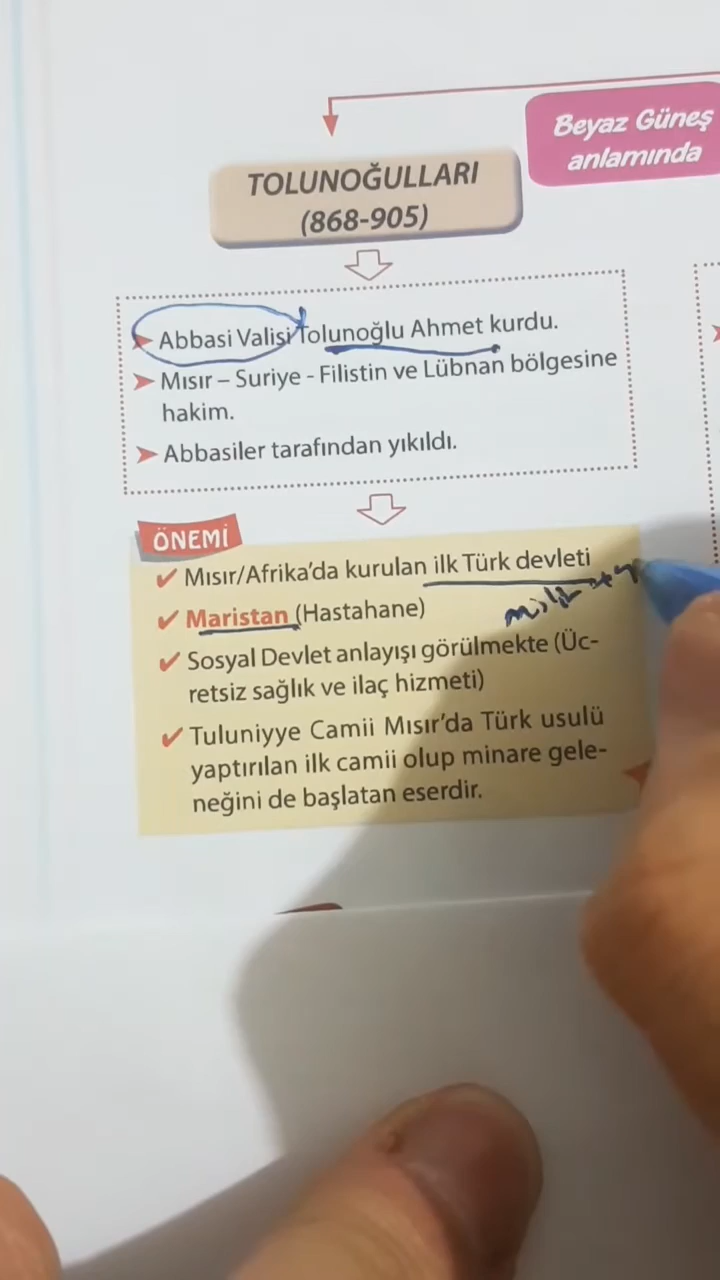 Beyaz Güneş
anlamında
TOLUNOĞULLARI
(868-905)
➤ Abbasi Valisi Tolunoğlu Ahmet kurdu.
➤ Mısır – Suriye - Filistin ve Lübnan bölgesine
hakim.
➤ Abbasiler tarafından yıkıldı.
ÖNEMİ
✔ Mısır/Afrika'da kurulan ilk Türk devleti
✔ Maristan (Hastahane)
✔ Sosyal Devlet anlayışı görülmekte (Üc-
retsiz sağlık ve ilaç hizmeti)
✔ Tuluniyye Camii Mısır'da Türk usulü
yaptırılan ilk camii olup minare gele-
neğini de başlatan eserdir.